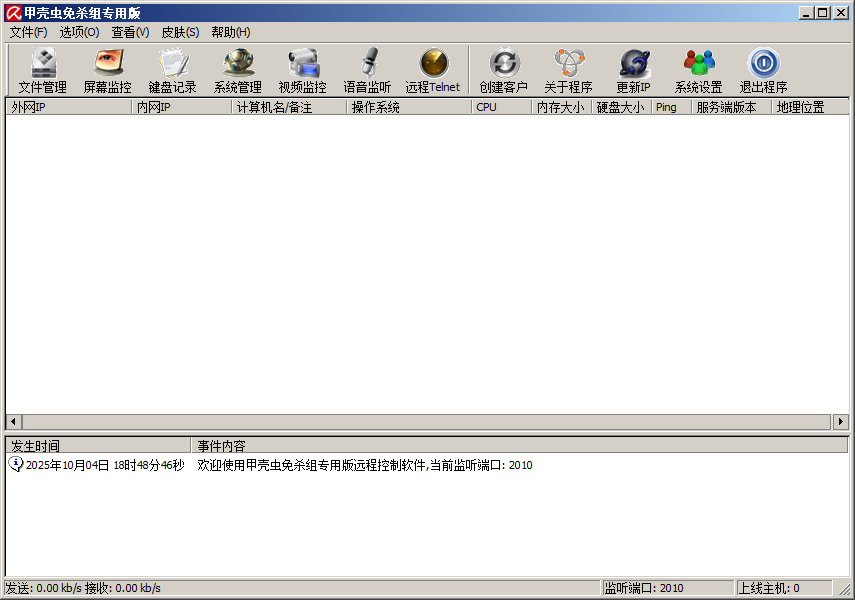 甲壳虫免杀组专用版
文件(F) 选项(O) 查看(V) 皮肤(S) 帮助(H)
文件管理 屏幕监控 键盘记录 系统管理 视频监控 语音监听 远程Telnet 创建客户 关于程序 更新IP 系统设置 退出程序
外网IP 内网IP 计算机名/备注 操作系统 CPU 内存大小 硬盘大小 Ping 服务端版本 地理位置
发生时间 事件内容
2025年10月04日 18时48分46秒 欢迎使用甲壳虫免杀组专用版远程控制软件,当前监听端口: 2010
发送: 0.00 kb/s 接收: 0.00 kb/s 监听端口: 2010 上线主机: 0